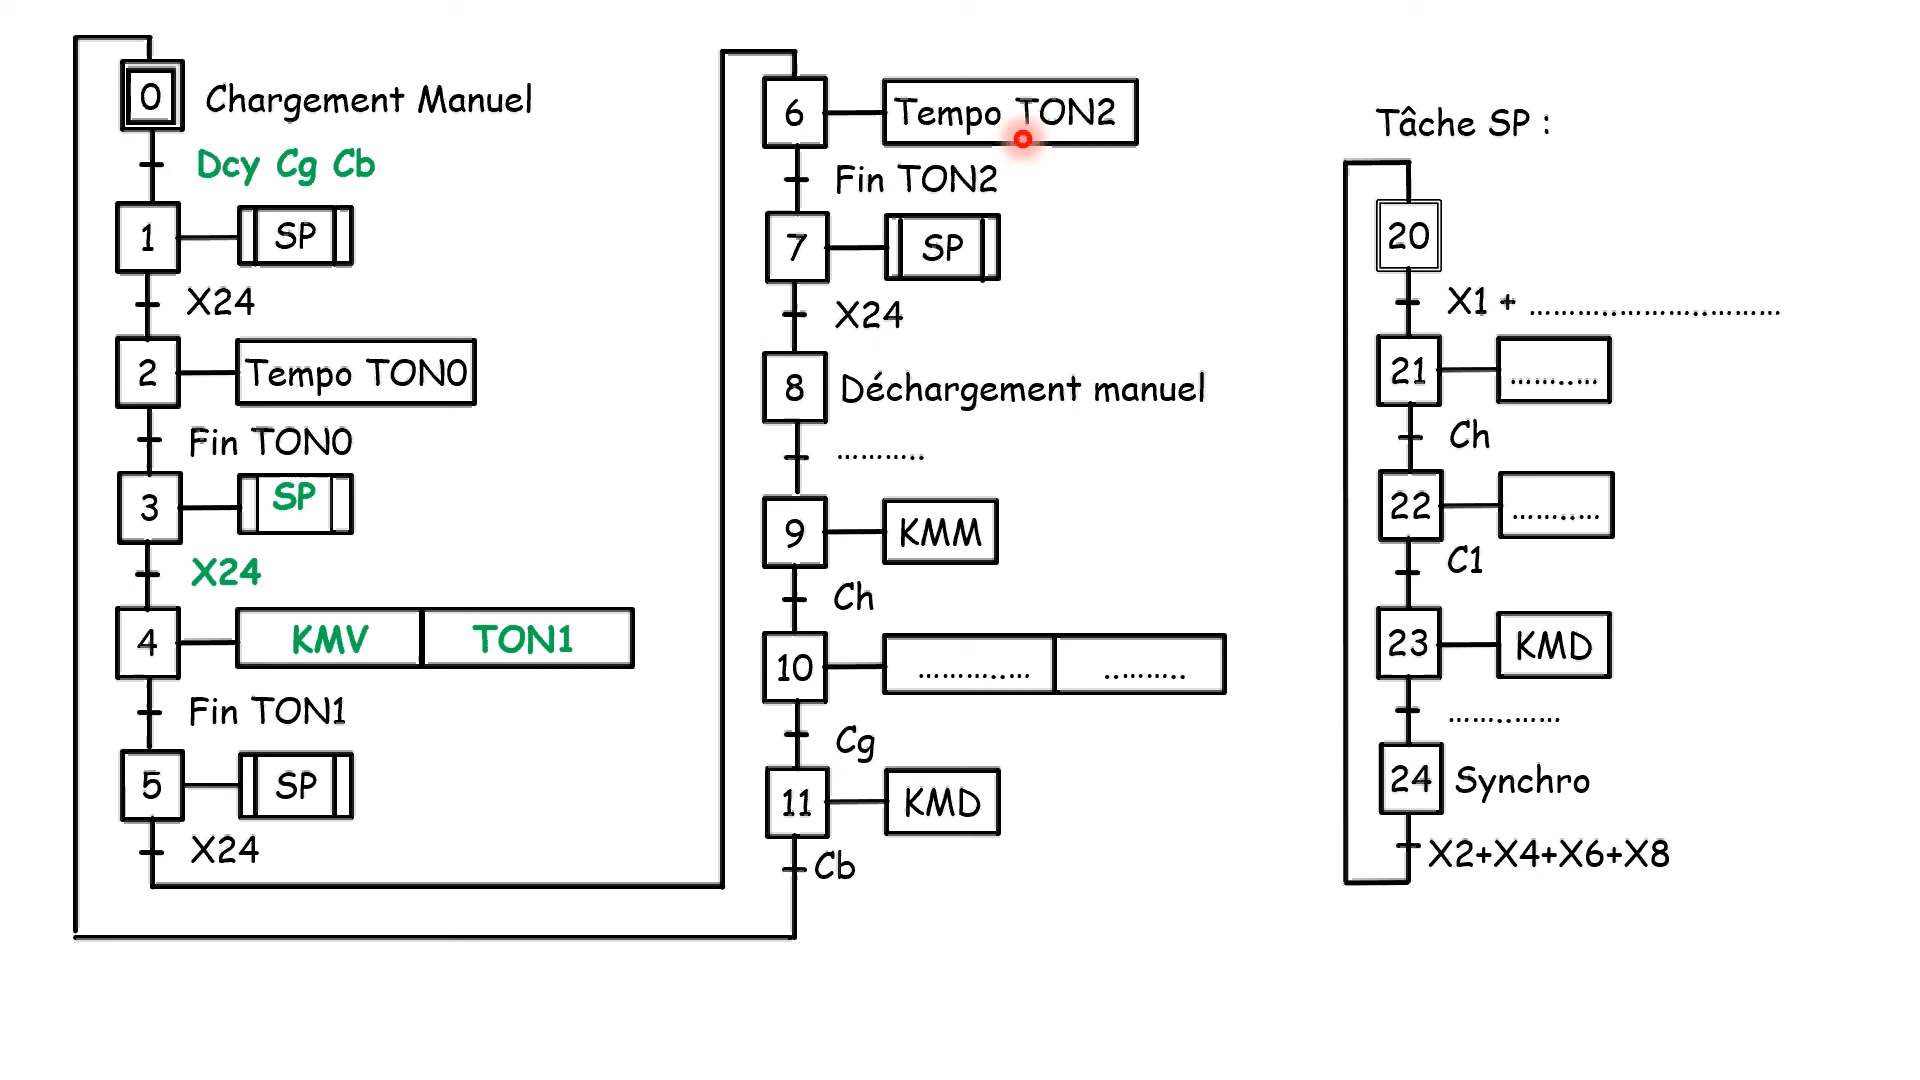 0
Chargement Manuel
Dcy Cg Cb
1
SP
X24
2
Tempo TON0
Fin TON0
3
SP
X24
4
KMV
TON1
Fin TON1
5
SP
X24
6
Tempo TON2
Fin TON2
7
SP
X24
8
Déchargement manuel
...........
9
KMM
Ch
10
..............
.........
Cg
11
KMD
Cb
Tâche SP :
20
X1 + ................................
21
..........
Ch
22
..........
C1
23
KMD
.............
24
Synchro
X2+X4+X6+X8